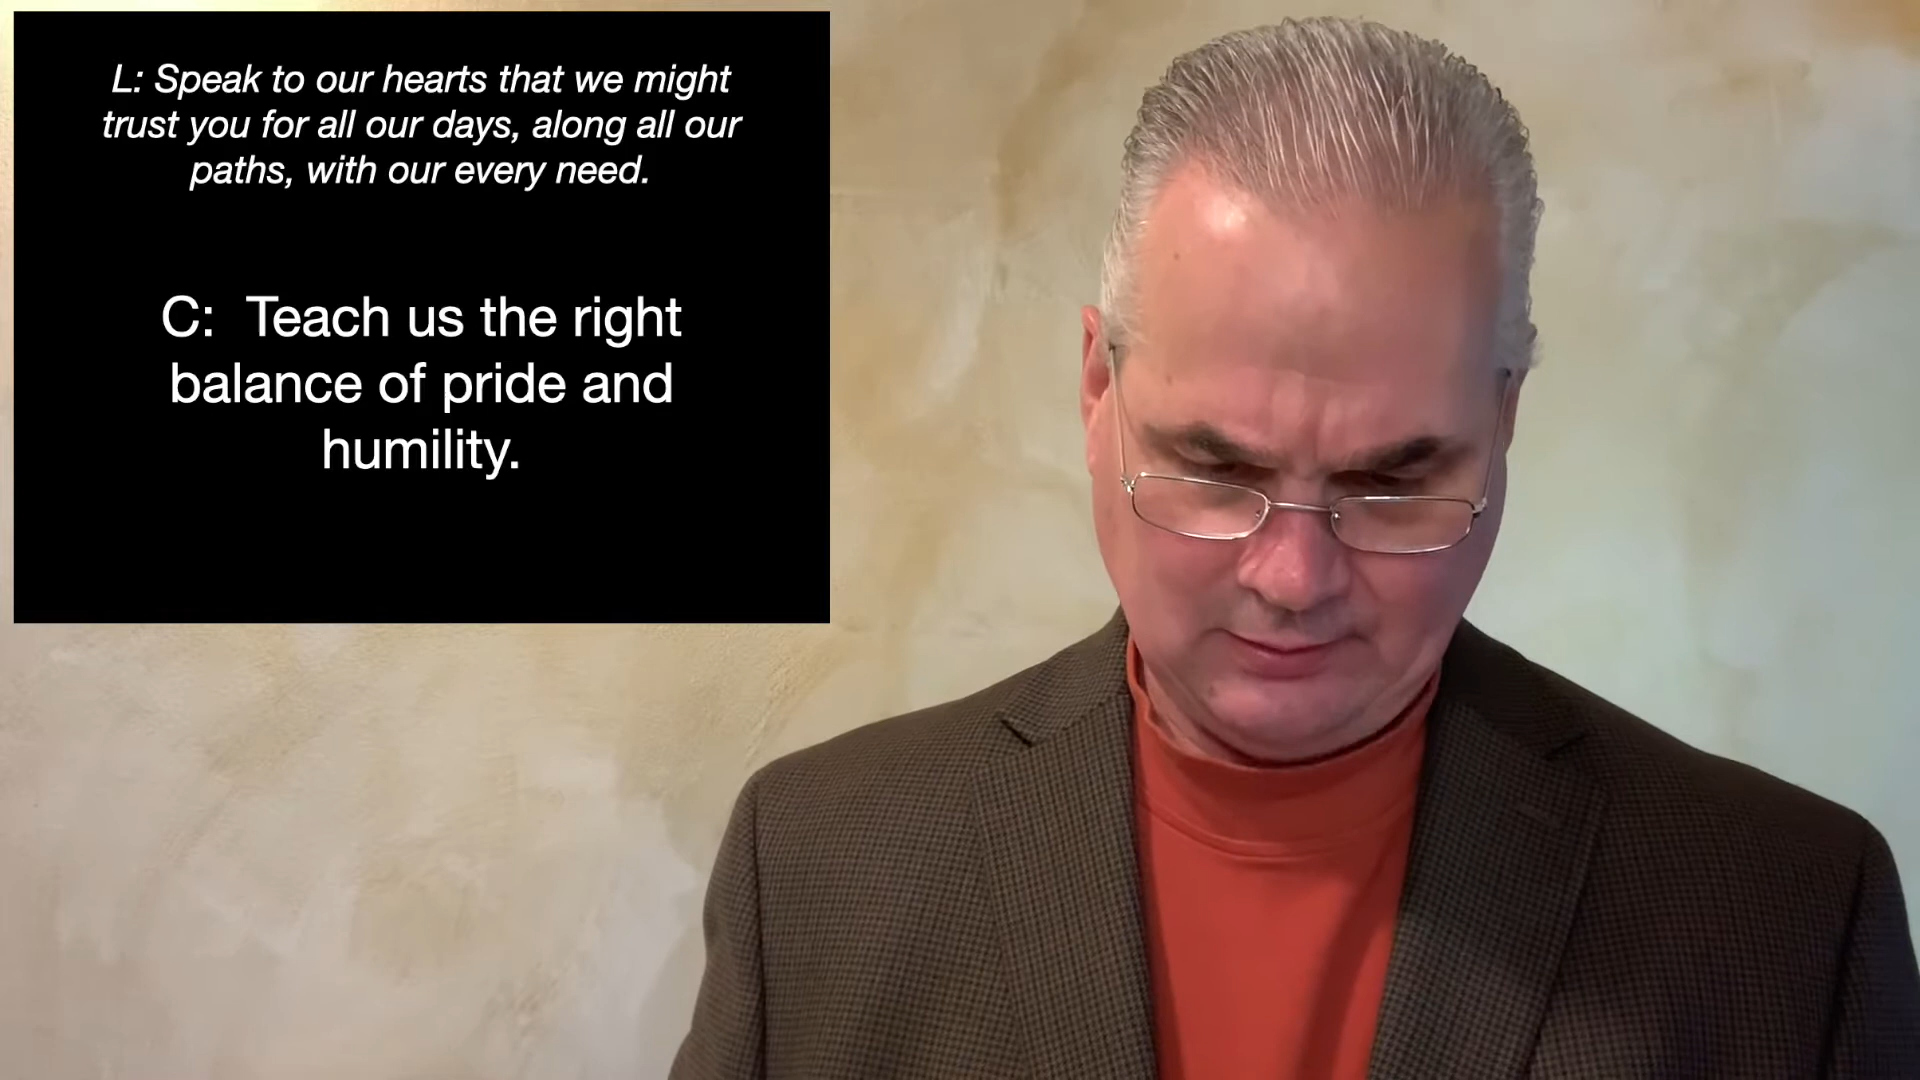 L: Speak to our hearts that we might
trust you for all our days, along all our
paths, with our every need.
C:  Teach us the right
balance of pride and
humility.